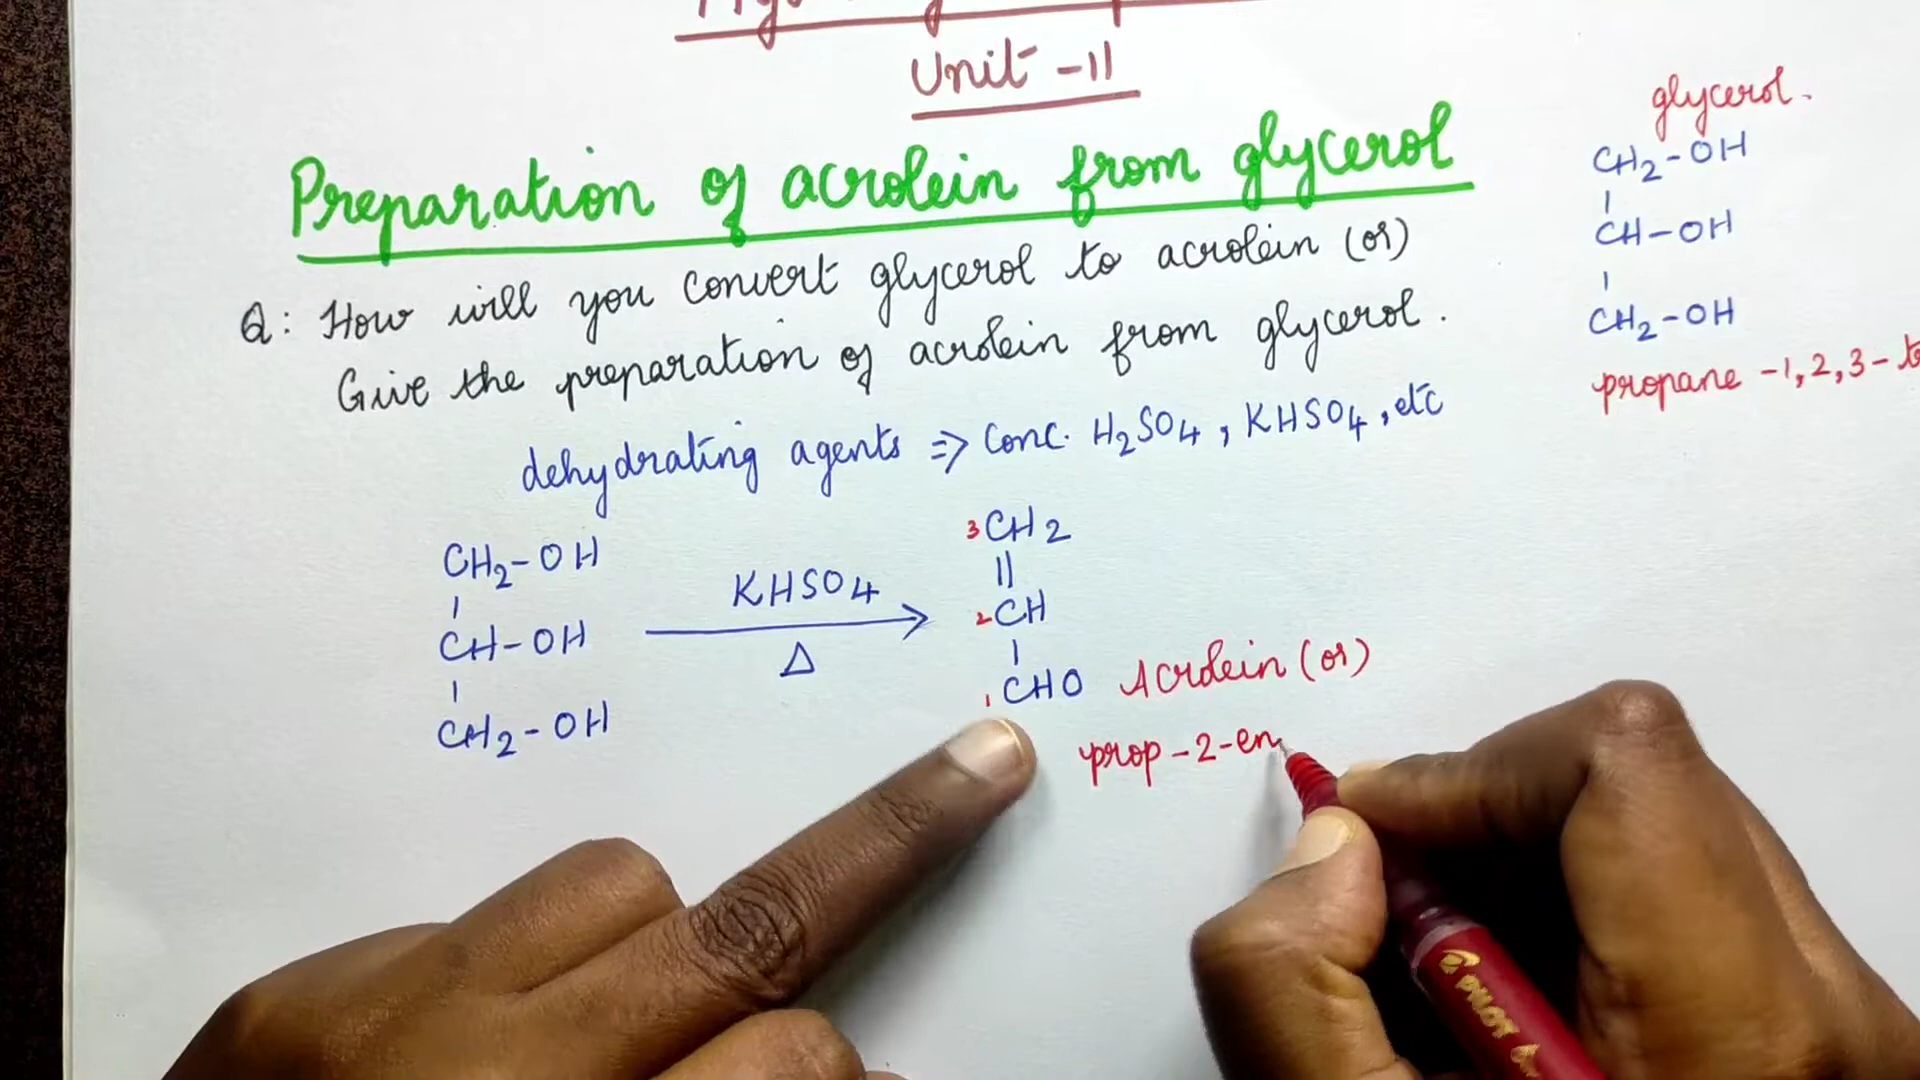 Unit - II
Preparation of acrolein from glycerol
Q: How will you convert glycerol to acrolein (or)
Give the preparation of acrolein from glycerol.
dehydrating agents ⇒ Conc. H2SO4, KHSO4, etc
CH2-OH
CH-OH
CH2-OH
KHSO4
Δ
3CH2
2CH
1CHO Acrolein (or)
prop-2-en
glycerol.
CH2-OH
CH-OH
CH2-OH
propane -1,2,3-
PILOT